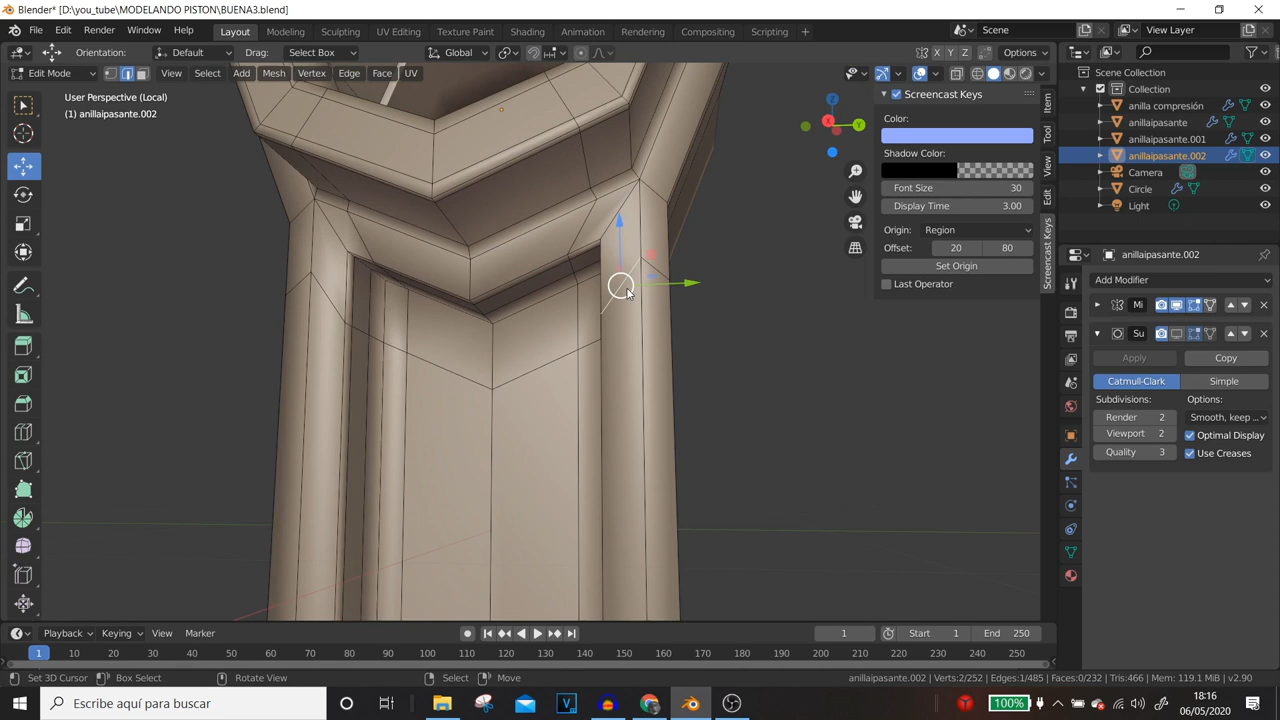 Blender* [D:\you_tube\MODELANDO PISTON\BUENA3.blend]
File Edit Render Window Help Layout Modeling Sculpting UV Editing Texture Paint Shading Animation Rendering Compositing Scripting + Scene View Layer
Orientation: Default Drag: Select Box Global X Y Z Options
Edit Mode View Select Add Mesh Vertex Edge Face UV
User Perspective (Local)
(1) anillaipasante.002
Z
Y
X
Screencast Keys
Color:
Shadow Color:
Font Size 30
Display Time 3.00
Origin: Region
Offset: 20 80
Set Origin
Last Operator
Item
Tool
View
Edit
Screencast Keys
Scene Collection
Collection
anilla compresión
anillaipasante
anillaipasante.001
anillaipasante.002
Camera
Circle
Light
anillaipasante.002
Add Modifier
Mi
Su
Apply Copy
Catmull-Clark Simple
Subdivisions: Options:
Render 2 Smooth, keep ...
Viewport 2 Optimal Display
Quality 3 Use Creases
Playback Keying View Marker 1 Start 1 End 250
1 10 20 30 40 50 60 70 80 90 100 110 120 130 140 150 160 170 180 190 200 210 220 230 240 250
Set 3D Cursor Box Select Rotate View Select Move anillaipasante.002 | Verts:2/252 | Edges:1/485 | Faces:0/232 | Tris:466 | Mem: 119.1 MiB | v2.90
Escribe aquí para buscar
100%
18:16
06/05/2020